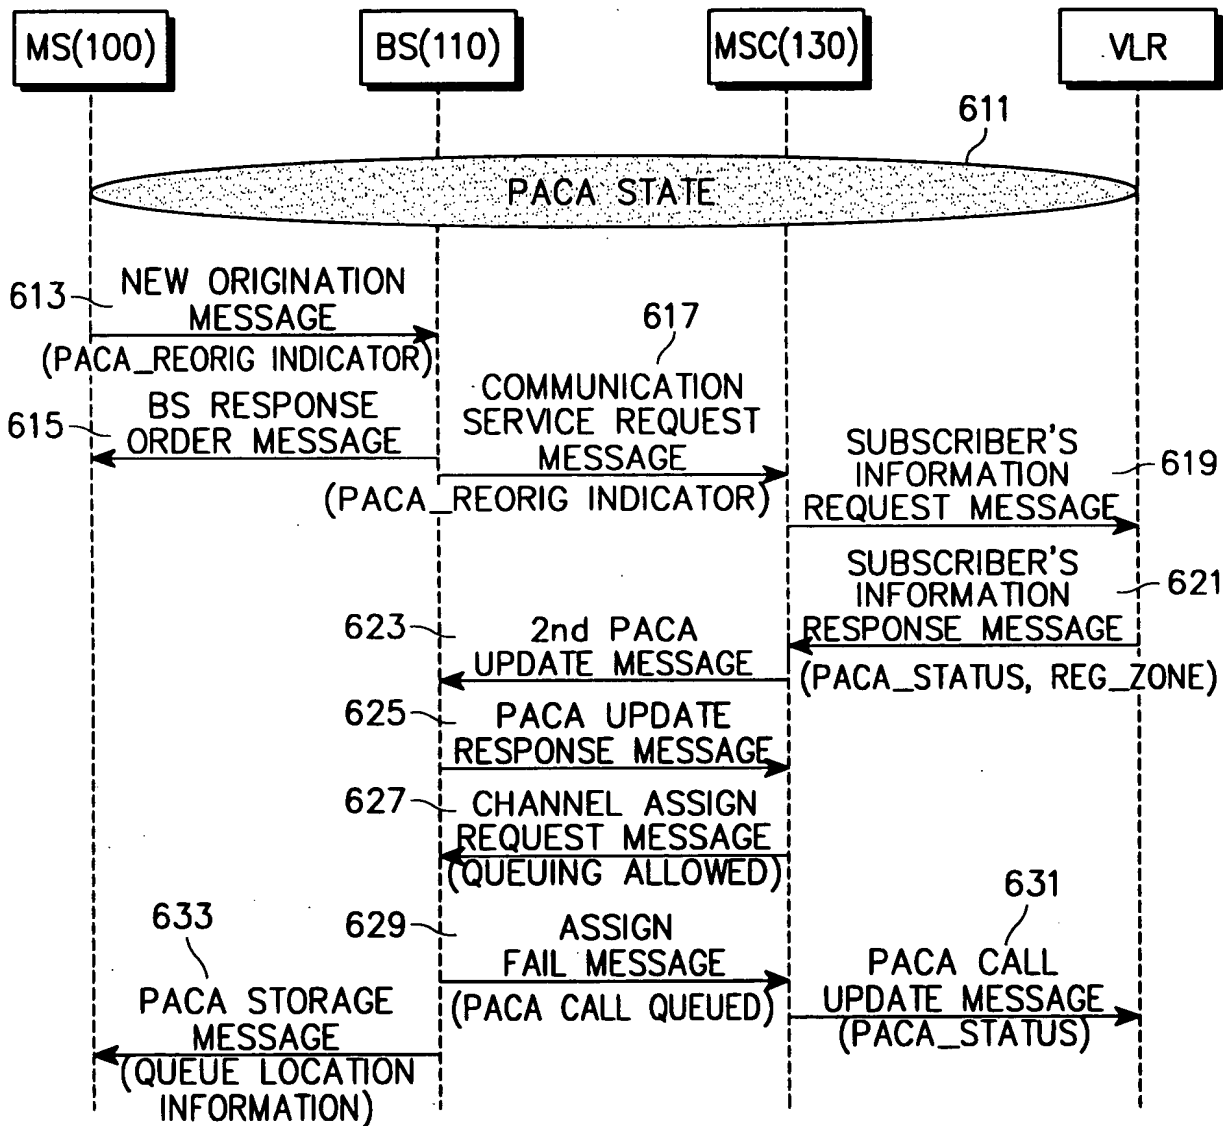 MS(100)
BS(110)
MSC(130)
VLR
611
PACA STATE
613
NEW ORIGINATION
MESSAGE
(PACA_REORIG INDICATOR)
615
BS RESPONSE
ORDER MESSAGE
617
COMMUNICATION
SERVICE REQUEST
MESSAGE
(PACA_REORIG INDICATOR)
SUBSCRIBER'S
INFORMATION
REQUEST MESSAGE
619
SUBSCRIBER'S
INFORMATION
RESPONSE MESSAGE
621
(PACA_STATUS, REG_ZONE)
623
2nd PACA
UPDATE MESSAGE
625
PACA UPDATE
RESPONSE MESSAGE
627
CHANNEL ASSIGN
REQUEST MESSAGE
(QUEUING ALLOWED)
629
ASSIGN
FAIL MESSAGE
(PACA CALL QUEUED)
631
PACA CALL
UPDATE MESSAGE
(PACA_STATUS)
633
PACA STORAGE
MESSAGE
(QUEUE LOCATION
INFORMATION)